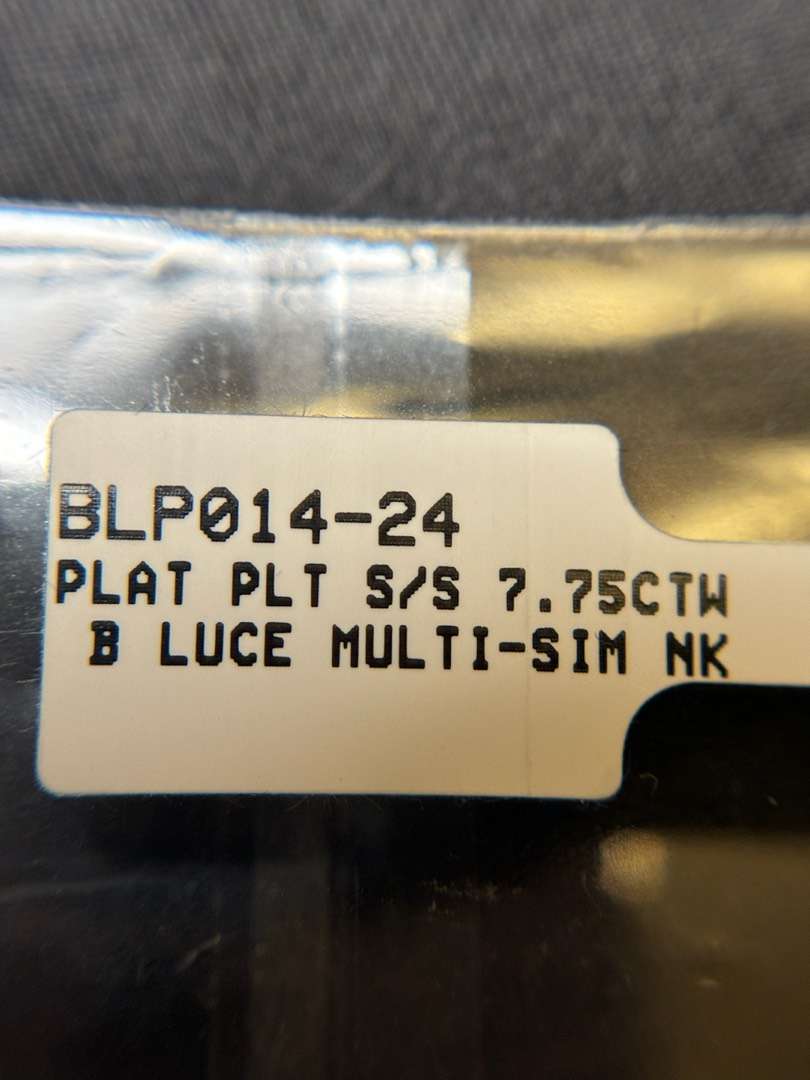 BLP014-24
PLAT PLT S/S 7.75CTW
B LUCE MULTI-SIM NK